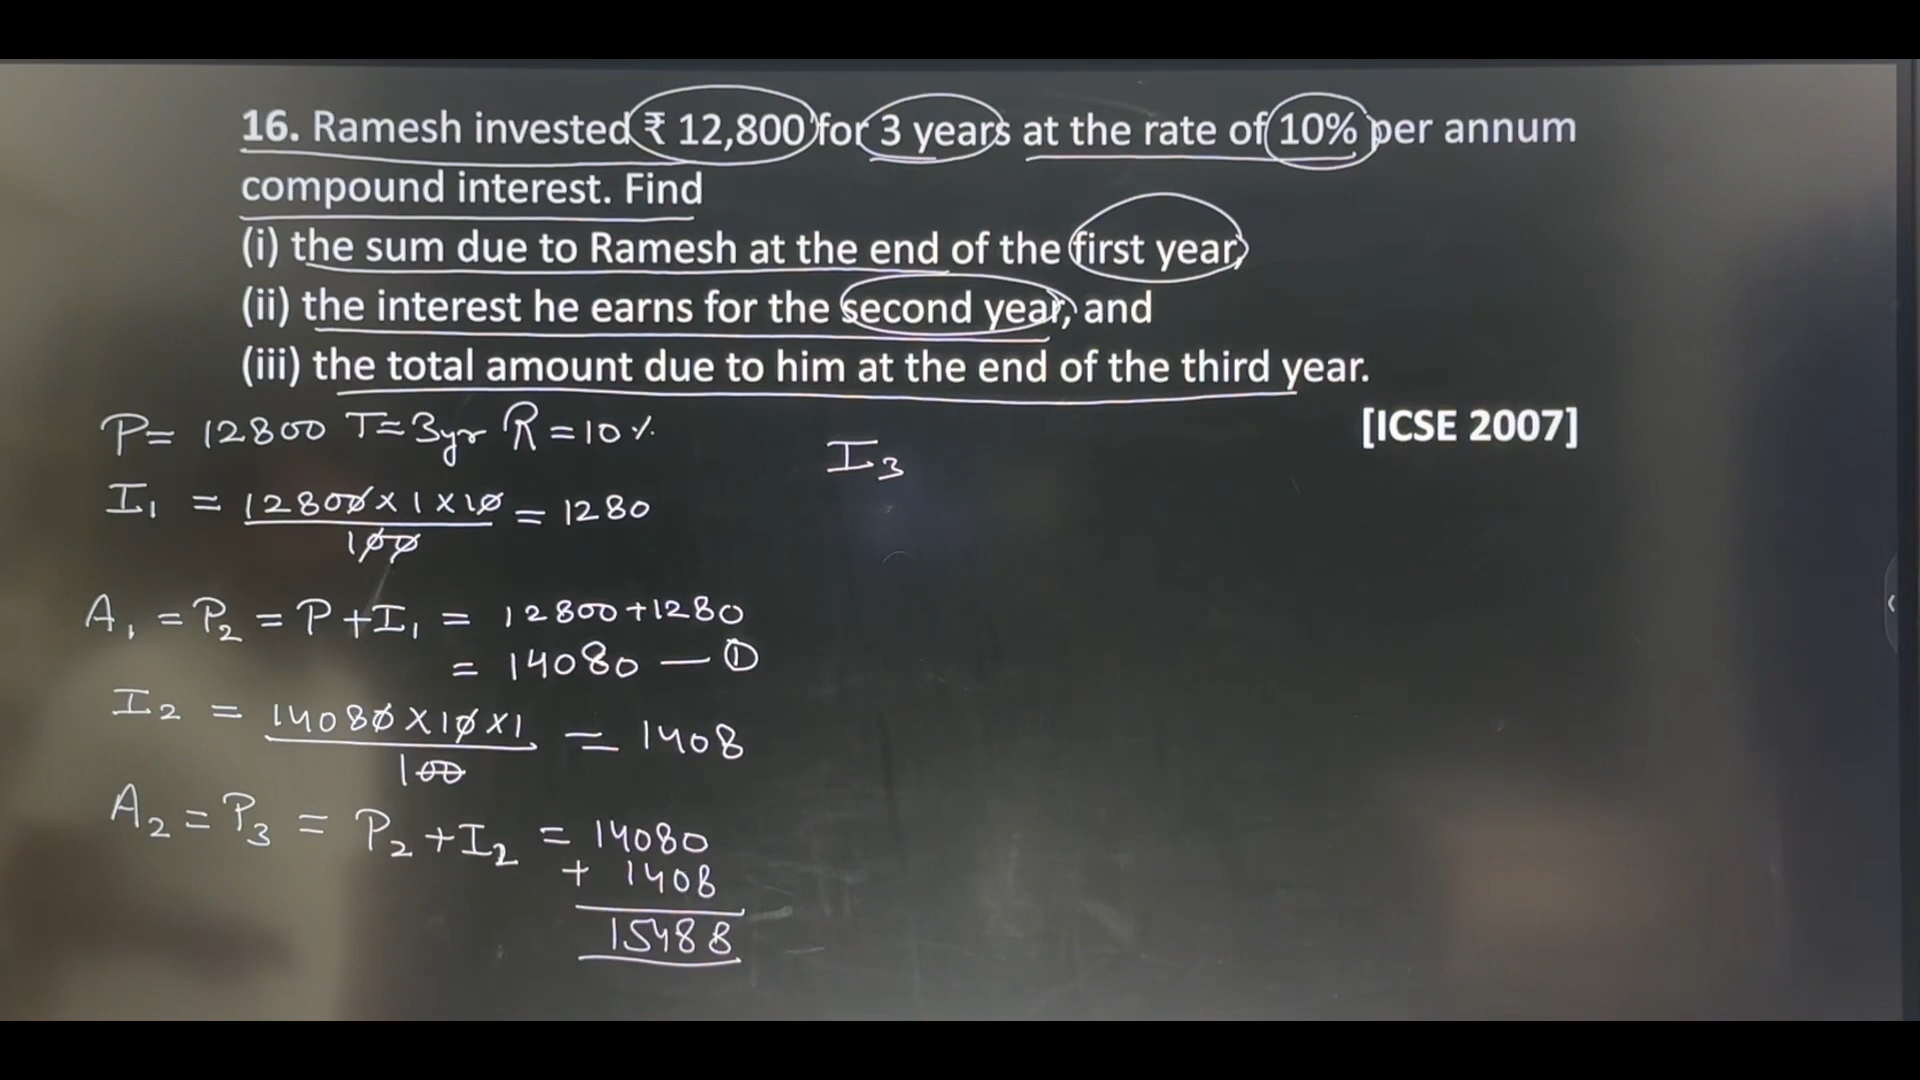 16. Ramesh invested ₹ 12,800 for 3 years at the rate of 10% per annum
compound interest. Find
(i) the sum due to Ramesh at the end of the first year,
(ii) the interest he earns for the second year, and
(iii) the total amount due to him at the end of the third year.
[ICSE 2007]
P= 12800 T=3yr R=10%
I₁ = 12800 x 1 x 10 = 1280
100
A₁ = P₂ = P+I₁ = 12800+1280
= 14080 — ①
I₂ = 14080 x 10 x 1 = 1408
100
A₂ = P₃ = P₂+I₂ = 14080
+ 1408
15488
I₃